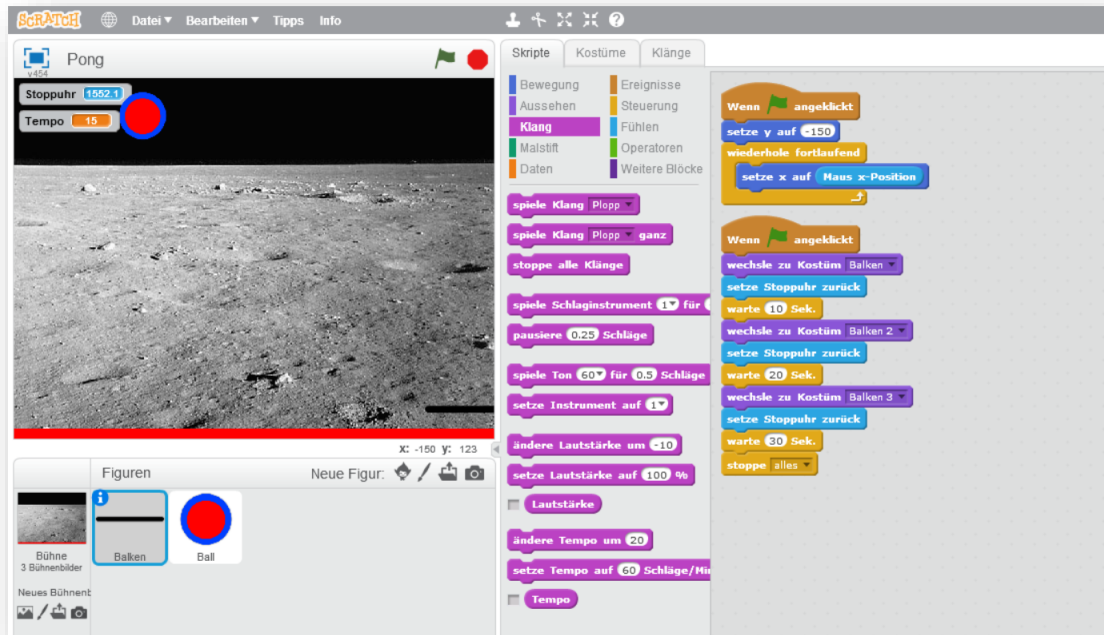 SCRATCH Datei Bearbeiten Tipps Info
v454
Pong
Stoppuhr 1552.1
Tempo 15
x: -150 y: 123
Figuren
Neue Figur:
Bühne
3 Bühnenbilder
Neues Bühnenb
Balken
Ball
Skripte Kostüme Klänge
Bewegung Ereignisse
Aussehen Steuerung
Klang Fühlen
Malstift Operatoren
Daten Weitere Blöcke
spiele Klang Plopp
spiele Klang Plopp ganz
stoppe alle Klänge
spiele Schlaginstrument 1 für
pausiere 0.25 Schläge
spiele Ton 60 für 0.5 Schläge
setze Instrument auf 1
ändere Lautstärke um -10
setze Lautstärke auf 100 %
Lautstärke
ändere Tempo um 20
setze Tempo auf 60 Schläge/Min
Tempo
Wenn angeklickt
setze y auf -150
wiederhole fortlaufend
setze x auf Maus x-Position
Wenn angeklickt
wechsle zu Kostüm Balken
setze Stoppuhr zurück
warte 10 Sek.
wechsle zu Kostüm Balken 2
setze Stoppuhr zurück
warte 20 Sek.
wechsle zu Kostüm Balken 3
setze Stoppuhr zurück
warte 30 Sek.
stoppe alles